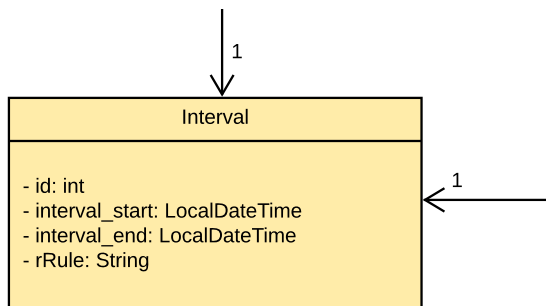 1
Interval
1
- id: int
- interval_start: LocalDateTime
- interval_end: LocalDateTime
- rRule: String